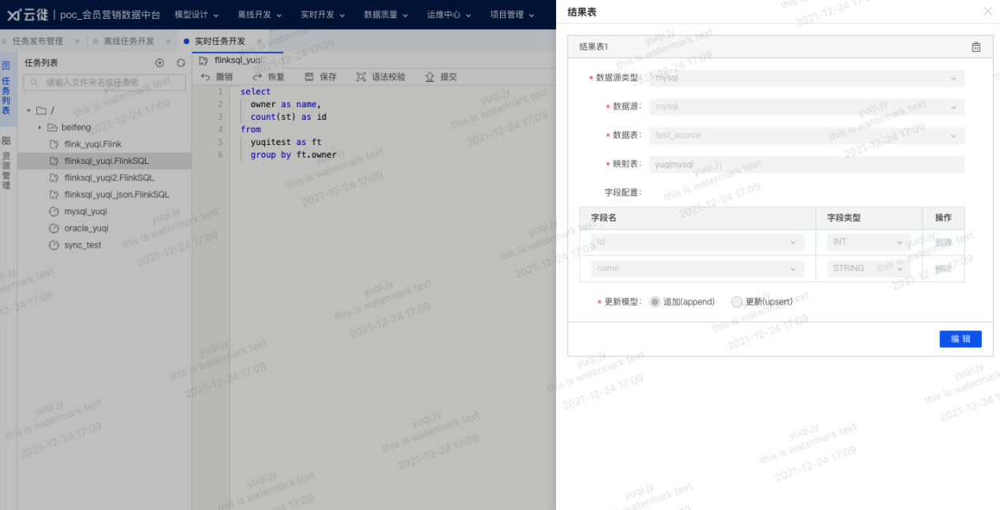 云徙 | poc_会员营销数据中台 模型设计 离线开发 实时开发 数据质量 运维中心 项目管理
任务发布管理 × 离线任务开发 × 实时任务开发 ×
任务列表
资源管理
任务列表
请输入文件夹名或任务名
/
beifeng
flink_yuqi.Flink
flinksql_yuqi.FlinkSQL
flinksql_yuqi2.FlinkSQL
flinksql_yuqi_json.FlinkSQL
mysql_yuqi
oracle_yuqi
sync_test
flinksql_yuqi2
撤销 恢复 保存 语法校验 提交
1 select
2 owner as name,
3 count(st) as id
4 from
5 yuqitest as ft
6 group by ft.owner
结果表
结果表1
* 数据源类型: mysql
* 数据源: mysql
* 数据表: test_source
* 映射表: yuqimysql
字段配置:
字段名 字段类型 操作
id INT 删除
name STRING 删除
* 更新模型: 追加(append) 更新(upsert)
编辑
yuqi.jy
this is watermark text
2021-12-24 17:09